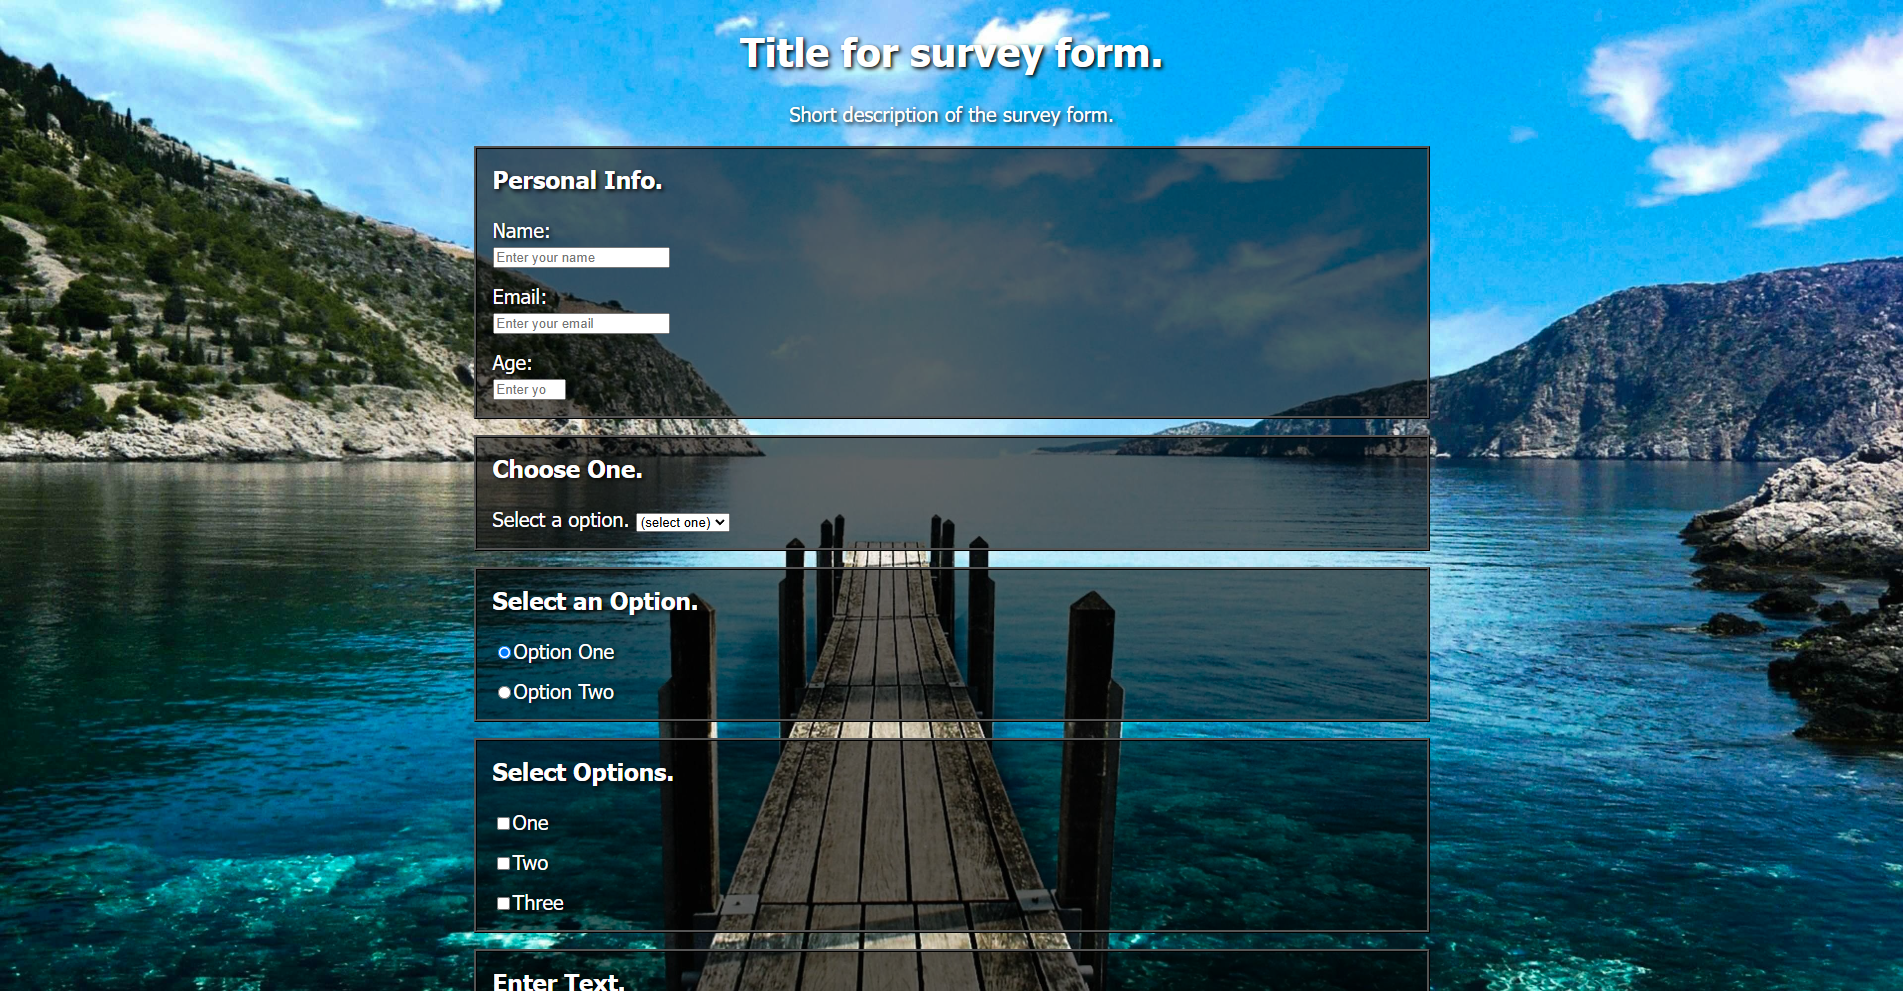 Title for survey form.
Short description of the survey form.
Personal Info.
Name:
Enter your name
Email:
Enter your email
Age:
Enter yo
Choose One.
Select a option. (select one)
Select an Option.
Option One
Option Two
Select Options.
One
Two
Three
Enter Text.